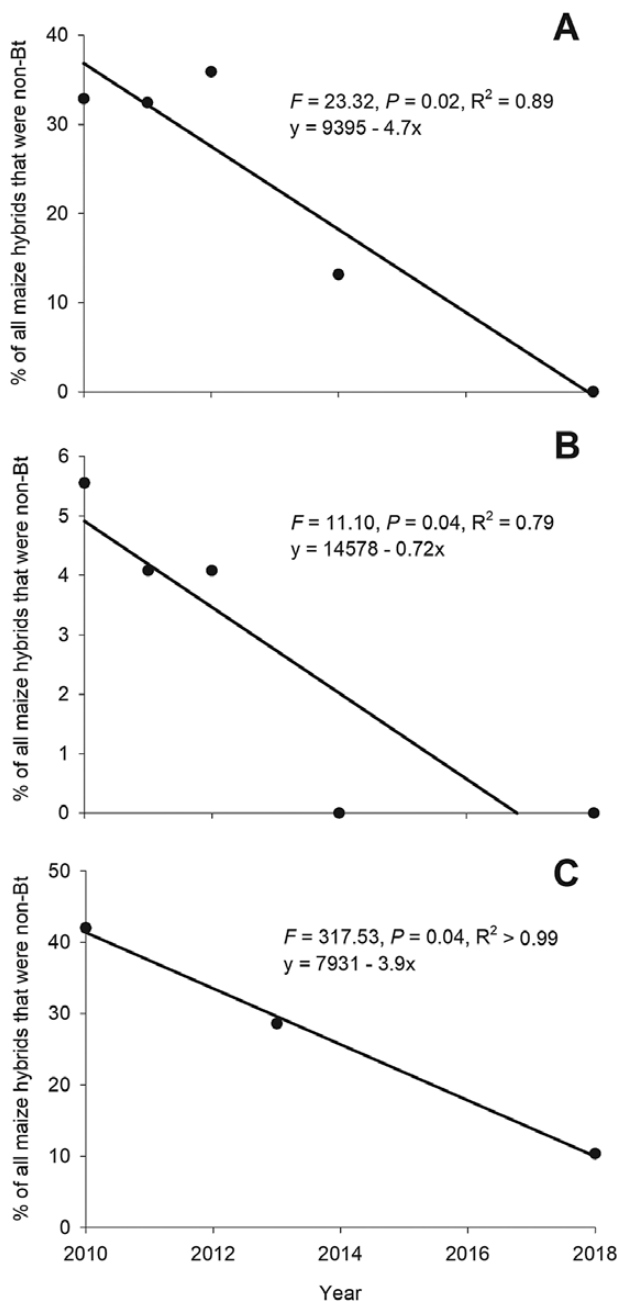 A
% of all maize hybrids that were non-Bt
40
30
20
10
0
F = 23.32, P = 0.02, R² = 0.89
y = 9395 - 4.7x
B
% of all maize hybrids that were non-Bt
6
5
4
3
2
1
0
F = 11.10, P = 0.04, R² = 0.79
y = 14578 - 0.72x
C
% of all maize hybrids that were non-Bt
50
40
30
20
10
0
F = 317.53, P = 0.04, R² > 0.99
y = 7931 - 3.9x
2010 2012 2014 2016 2018
Year